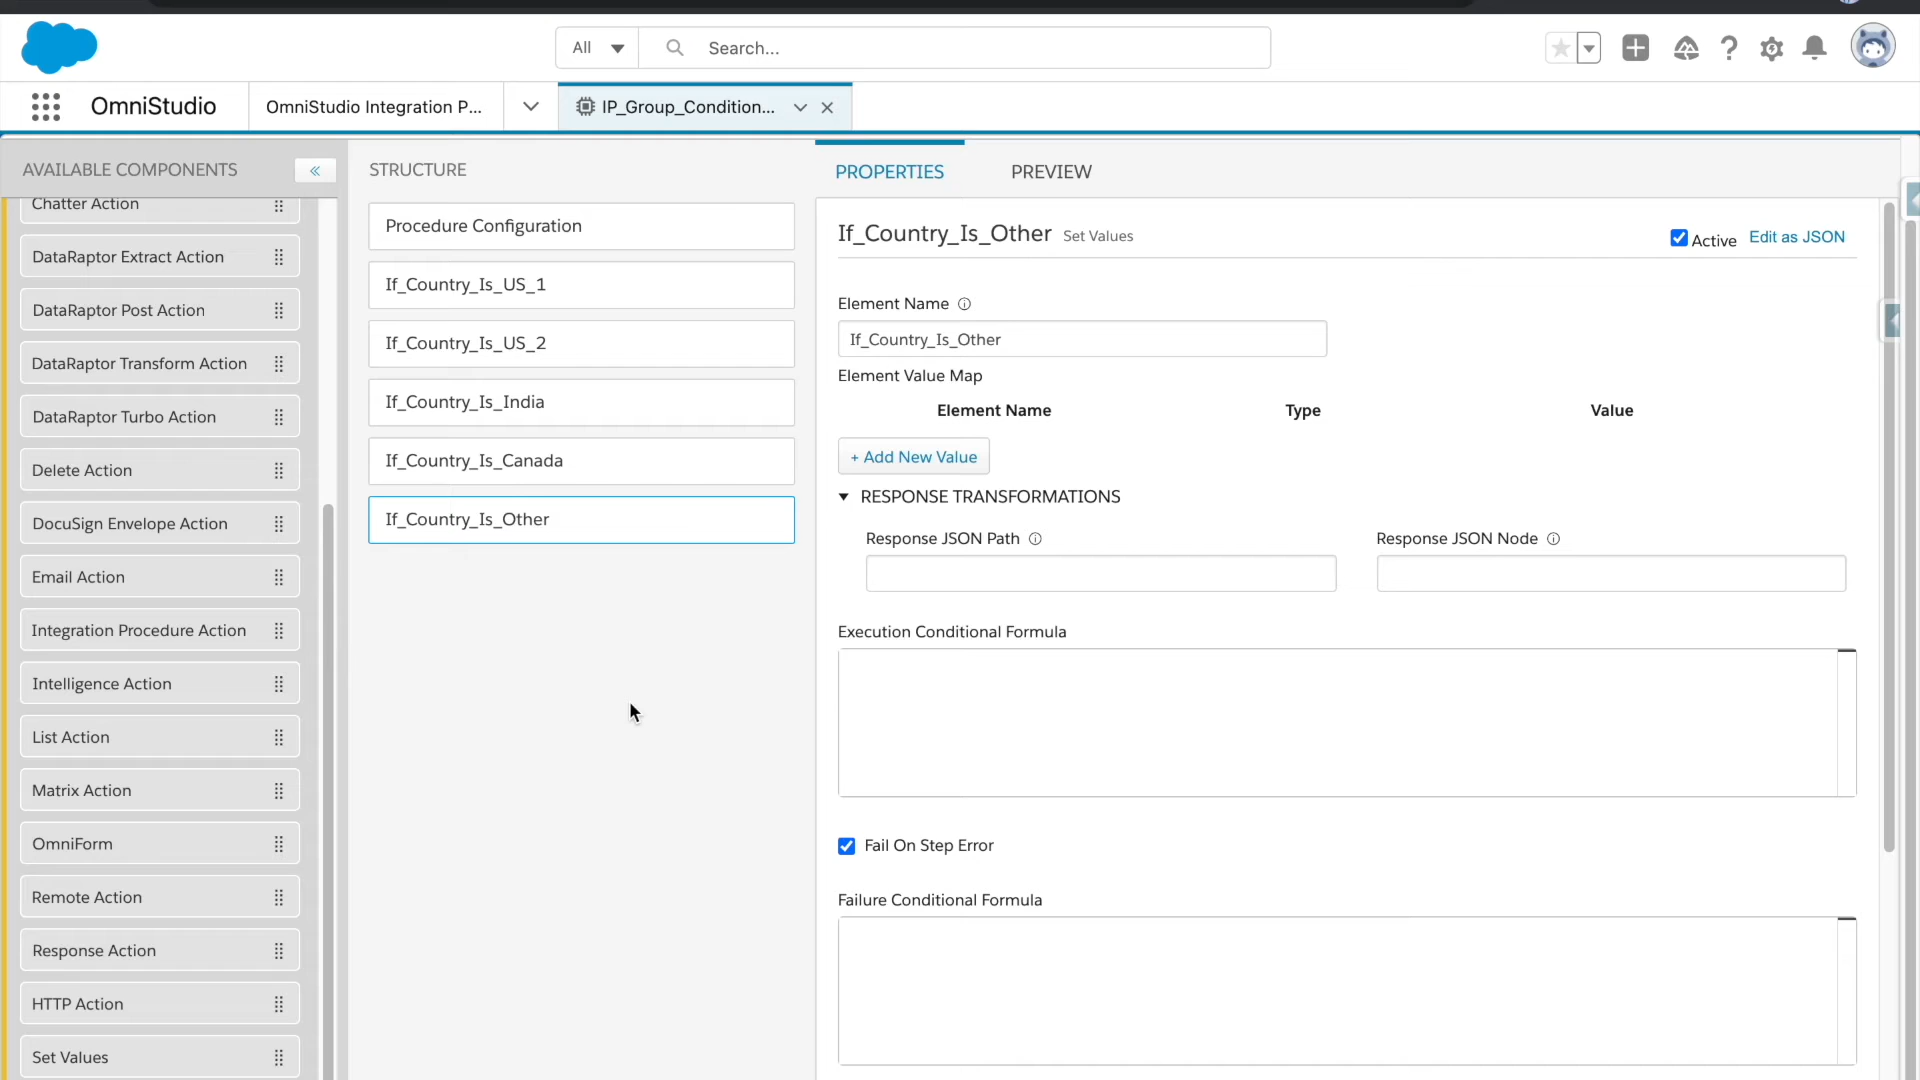 All
Search...
OmniStudio
OmniStudio Integration P...
IP_Group_Condition...
AVAILABLE COMPONENTS
Chatter Action
DataRaptor Extract Action
DataRaptor Post Action
DataRaptor Transform Action
DataRaptor Turbo Action
Delete Action
DocuSign Envelope Action
Email Action
Integration Procedure Action
Intelligence Action
List Action
Matrix Action
OmniForm
Remote Action
Response Action
HTTP Action
Set Values
STRUCTURE
Procedure Configuration
If_Country_Is_US_1
If_Country_Is_US_2
If_Country_Is_India
If_Country_Is_Canada
If_Country_Is_Other
PROPERTIES
PREVIEW
If_Country_Is_Other Set Values
Active Edit as JSON
Element Name
If_Country_Is_Other
Element Value Map
Element Name Type Value
+ Add New Value
RESPONSE TRANSFORMATIONS
Response JSON Path
Response JSON Node
Execution Conditional Formula
Fail On Step Error
Failure Conditional Formula